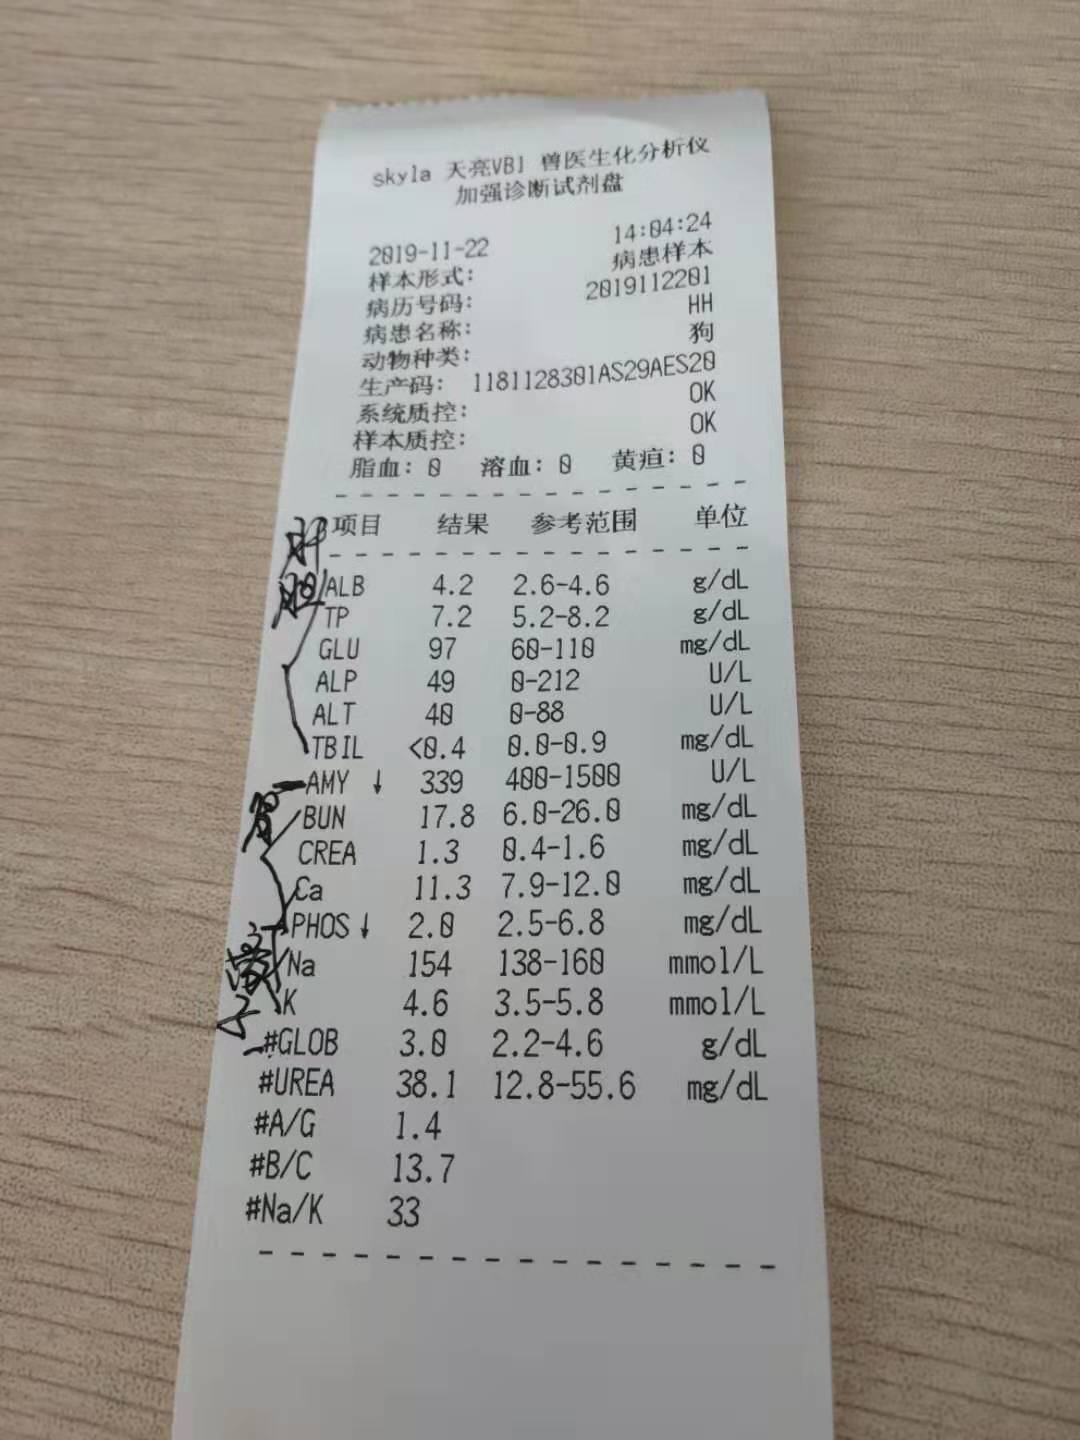 skyla 天亮VB1 兽医生化分析仪
加强诊断试剂盘
2019-11-22 14:04:24
样本形式: 病患样本
病历号码: 2019112201
病患名称: HH
动物种类: 狗
生产码: 1181128301AS29AES20
系统质控: OK
样本质控: OK
脂血: 0 溶血: 0 黄疸: 0
项目 结果 参考范围 单位
肝
胆
ALB 4.2 2.6-4.6 g/dL
TP 7.2 5.2-8.2 g/dL
GLU 97 60-110 mg/dL
ALP 49 0-212 U/L
ALT 40 0-88 U/L
TBIL <0.4 0.0-0.9 mg/dL
AMY ↓ 339 400-1500 U/L
BUN 17.8 6.0-26.0 mg/dL
CREA 1.3 0.4-1.6 mg/dL
Ca 11.3 7.9-12.0 mg/dL
PHOS ↓ 2.0 2.5-6.8 mg/dL
Na 154 138-160 mmol/L
K 4.6 3.5-5.8 mmol/L
#GLOB 3.0 2.2-4.6 g/dL
#UREA 38.1 12.8-55.6 mg/dL
#A/G 1.4
#B/C 13.7
#Na/K 33